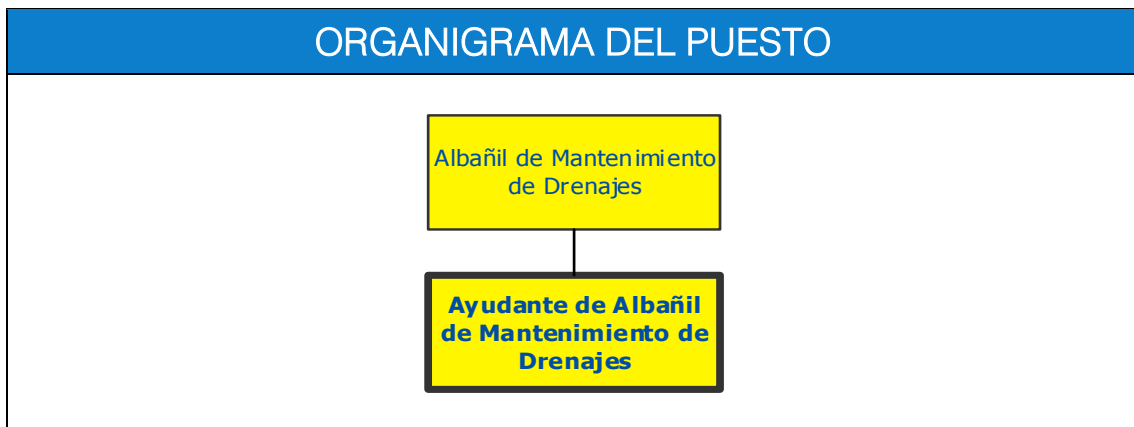 ORGANIGRAMA DEL PUESTO
Albañil de Mantenimiento
de Drenajes
Ayudante de Albañil
de Mantenimiento de
Drenajes